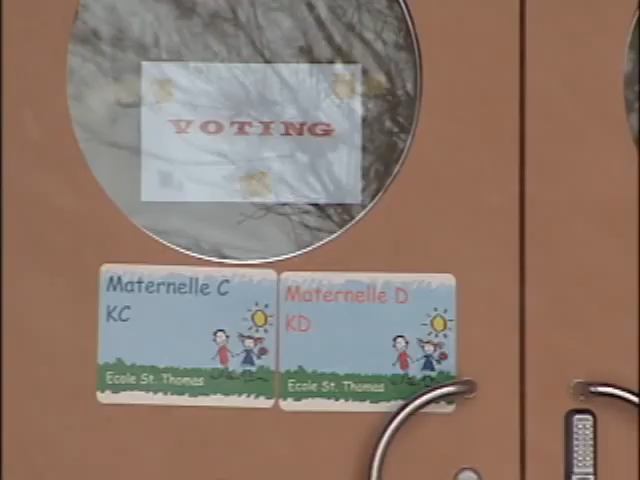 VOTING
Maternelle C
KC
Ecole St. Thomas
Maternelle D
KD
Ecole St. Thomas